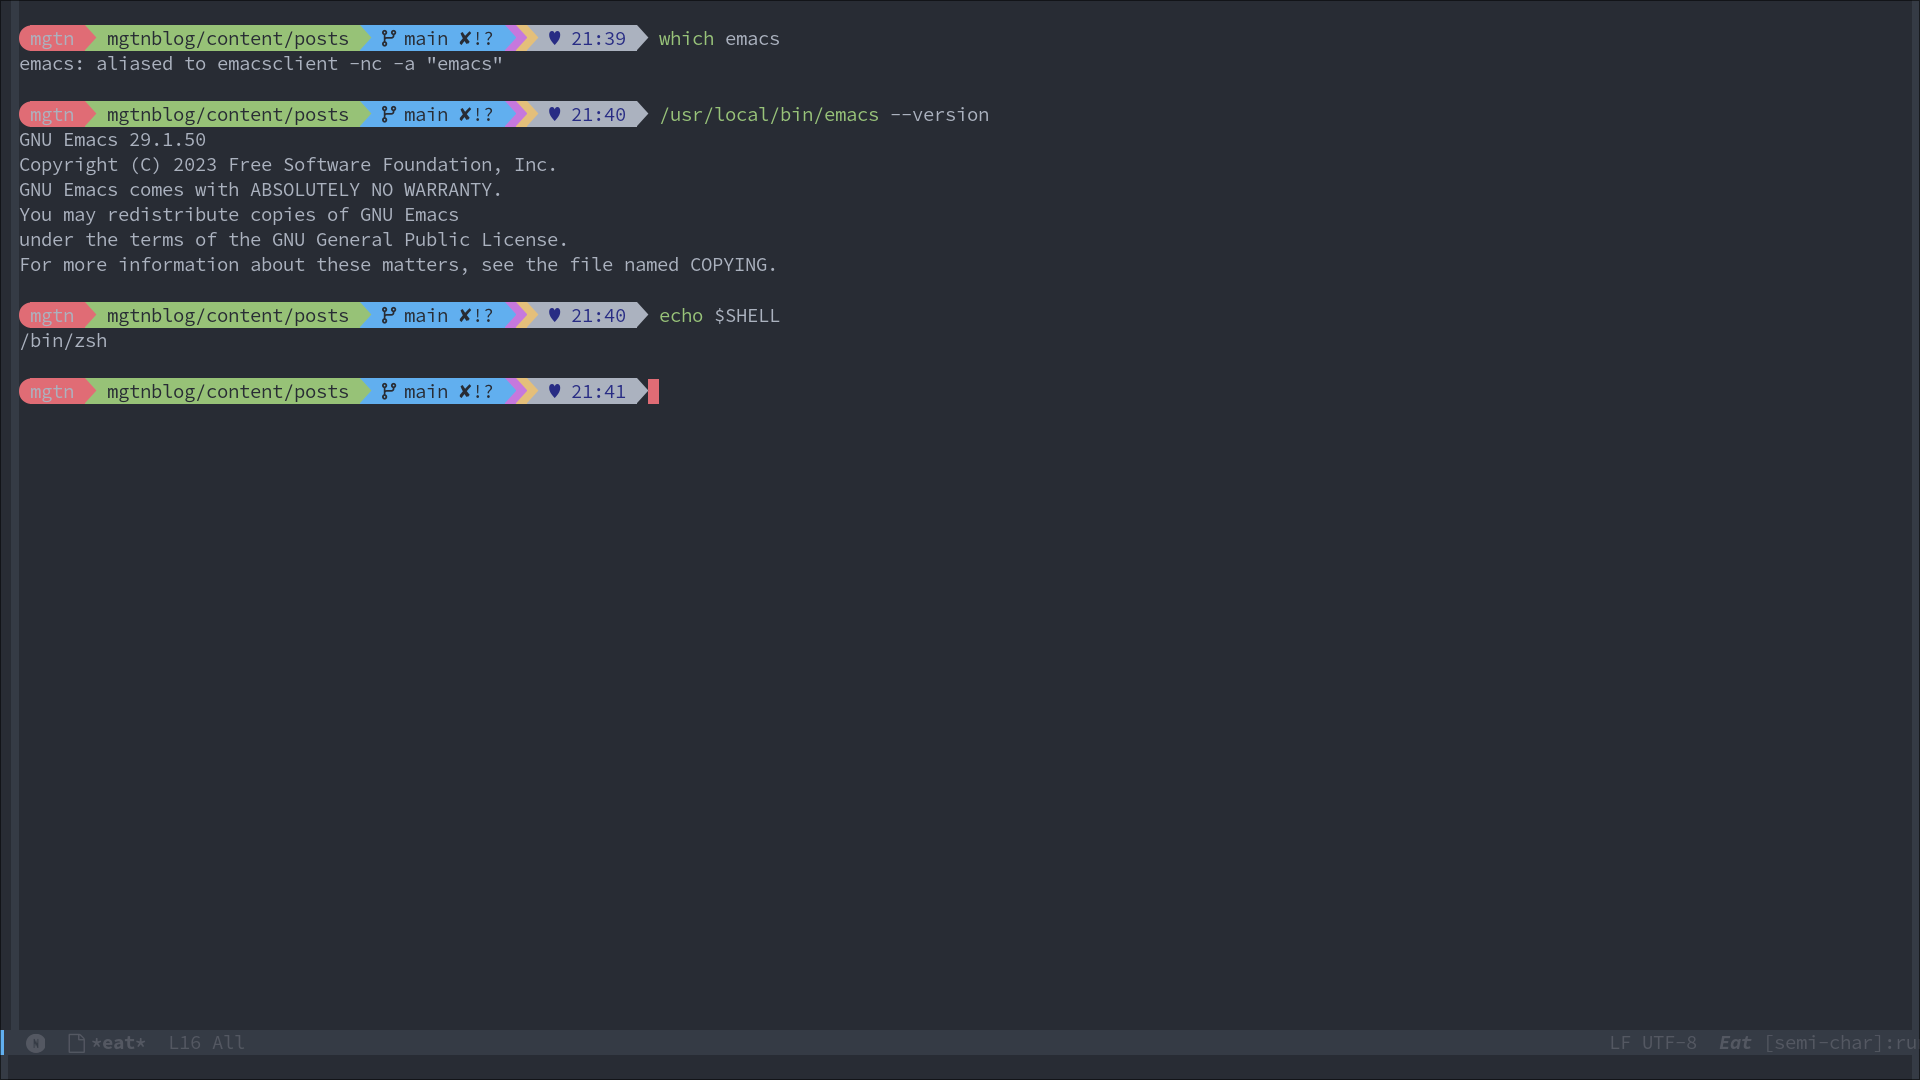 mgtn mgtnblog/content/posts main ✘!? ♥ 21:39 which emacs
emacs: aliased to emacsclient -nc -a "emacs"
mgtn mgtnblog/content/posts main ✘!? ♥ 21:40 /usr/local/bin/emacs --version
GNU Emacs 29.1.50
Copyright (C) 2023 Free Software Foundation, Inc.
GNU Emacs comes with ABSOLUTELY NO WARRANTY.
You may redistribute copies of GNU Emacs
under the terms of the GNU General Public License.
For more information about these matters, see the file named COPYING.
mgtn mgtnblog/content/posts main ✘!? ♥ 21:40 echo $SHELL
/bin/zsh
mgtn mgtnblog/content/posts main ✘!? ♥ 21:41
N *eat* L16 All LF UTF-8 Eat [semi-char]:ru